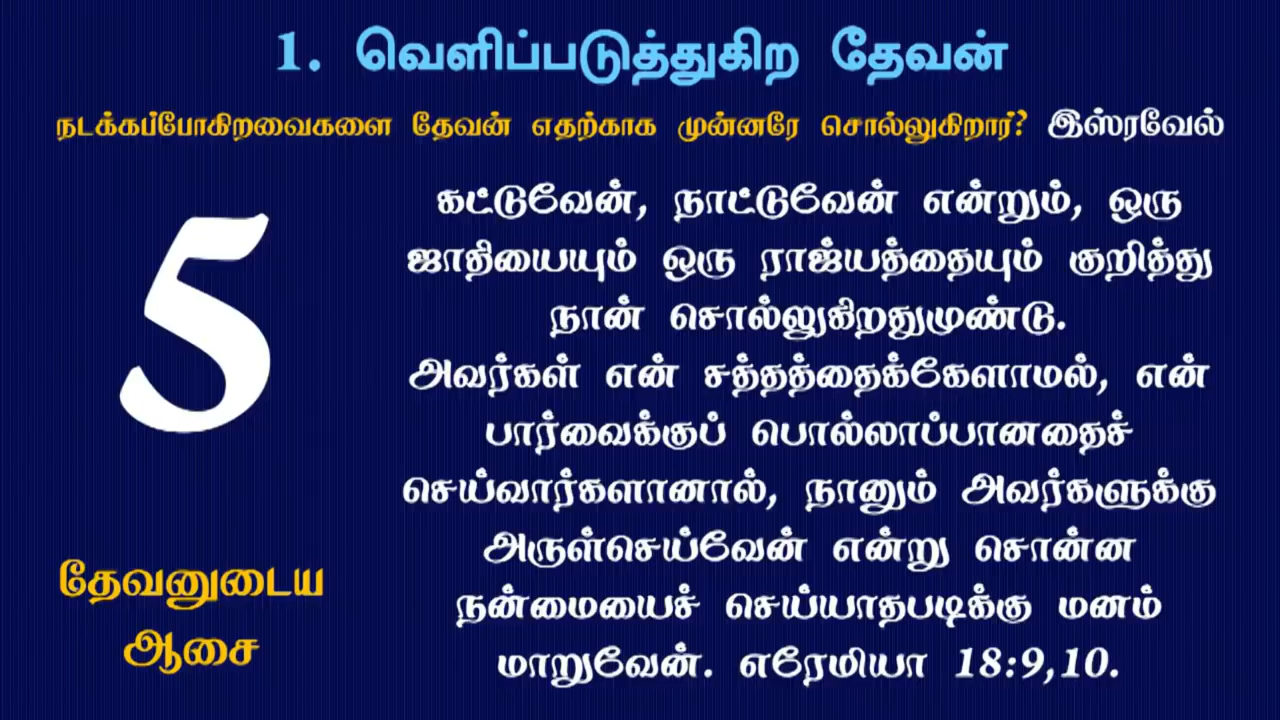 1. வெளிப்படுத்துகிற தேவன்
நடக்கப்போகிறவைகளை தேவன் எதற்காக முன்னரே சொல்லுகிறார்? இஸ்ரவேல்
5
தேவனுடைய
ஆசை
கட்டுவேன், நாட்டுவேன் என்றும், ஒரு
ஜாதியையும் ஒரு ராஜ்யத்தையும் குறித்து
நான் சொல்லுகிறதுமுண்டு.
அவர்கள் என் சத்தத்தைக்கேளாமல், என்
பார்வைக்குப் பொல்லாப்பானதைச்
செய்வார்களானால், நானும் அவர்களுக்கு
அருள்செய்வேன் என்று சொன்ன
நன்மையைச் செய்யாதபடிக்கு மனம்
மாறுவேன். எரேமியா 18:9,10.